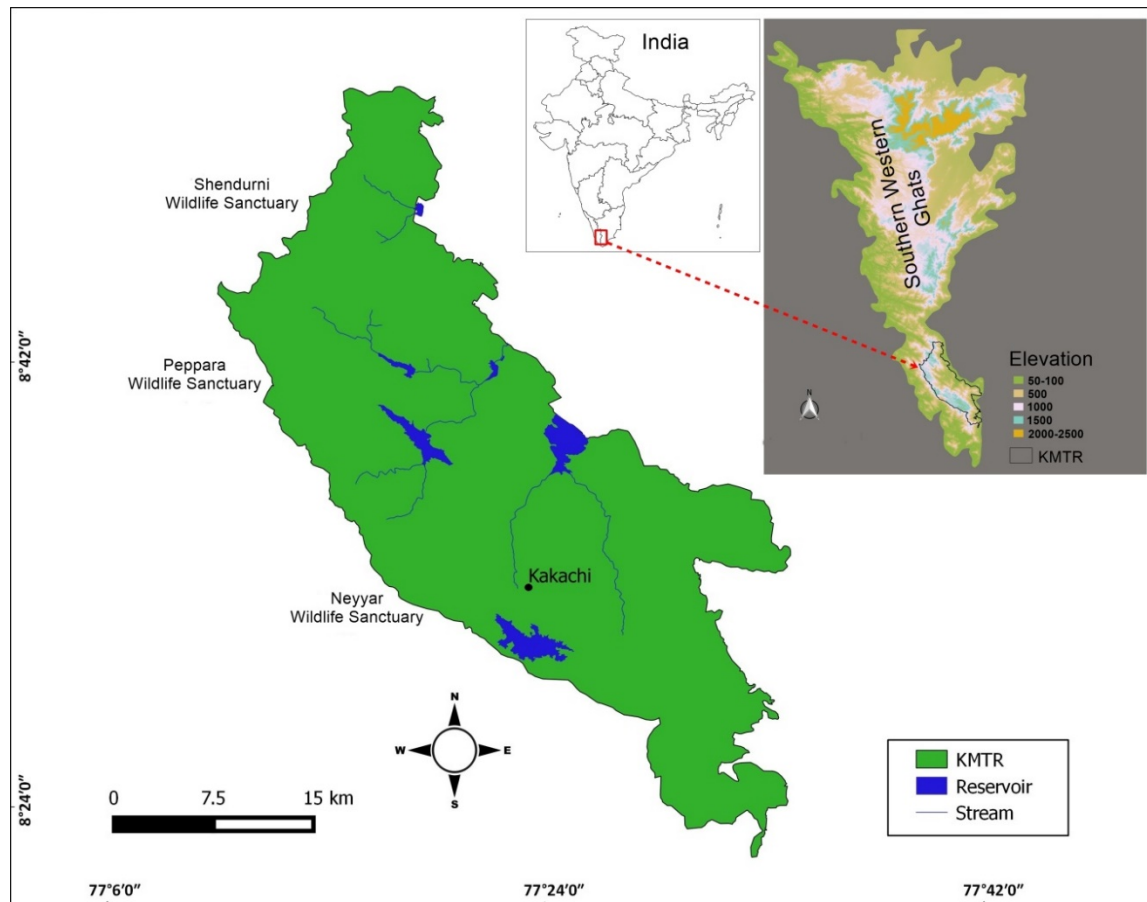 India
Southern Western
Ghats
Elevation
50-100
500
1000
1500
2000-2500
KMTR
N
Shendurni
Wildlife Sanctuary
8°42'0"
Peppara
Wildlife Sanctuary
Kakachi
Neyyar
Wildlife Sanctuary
N
W
E
S
8°24'0"
0 7.5 15 km
KMTR
Reservoir
Stream
77°6'0" 77°24'0" 77°42'0"